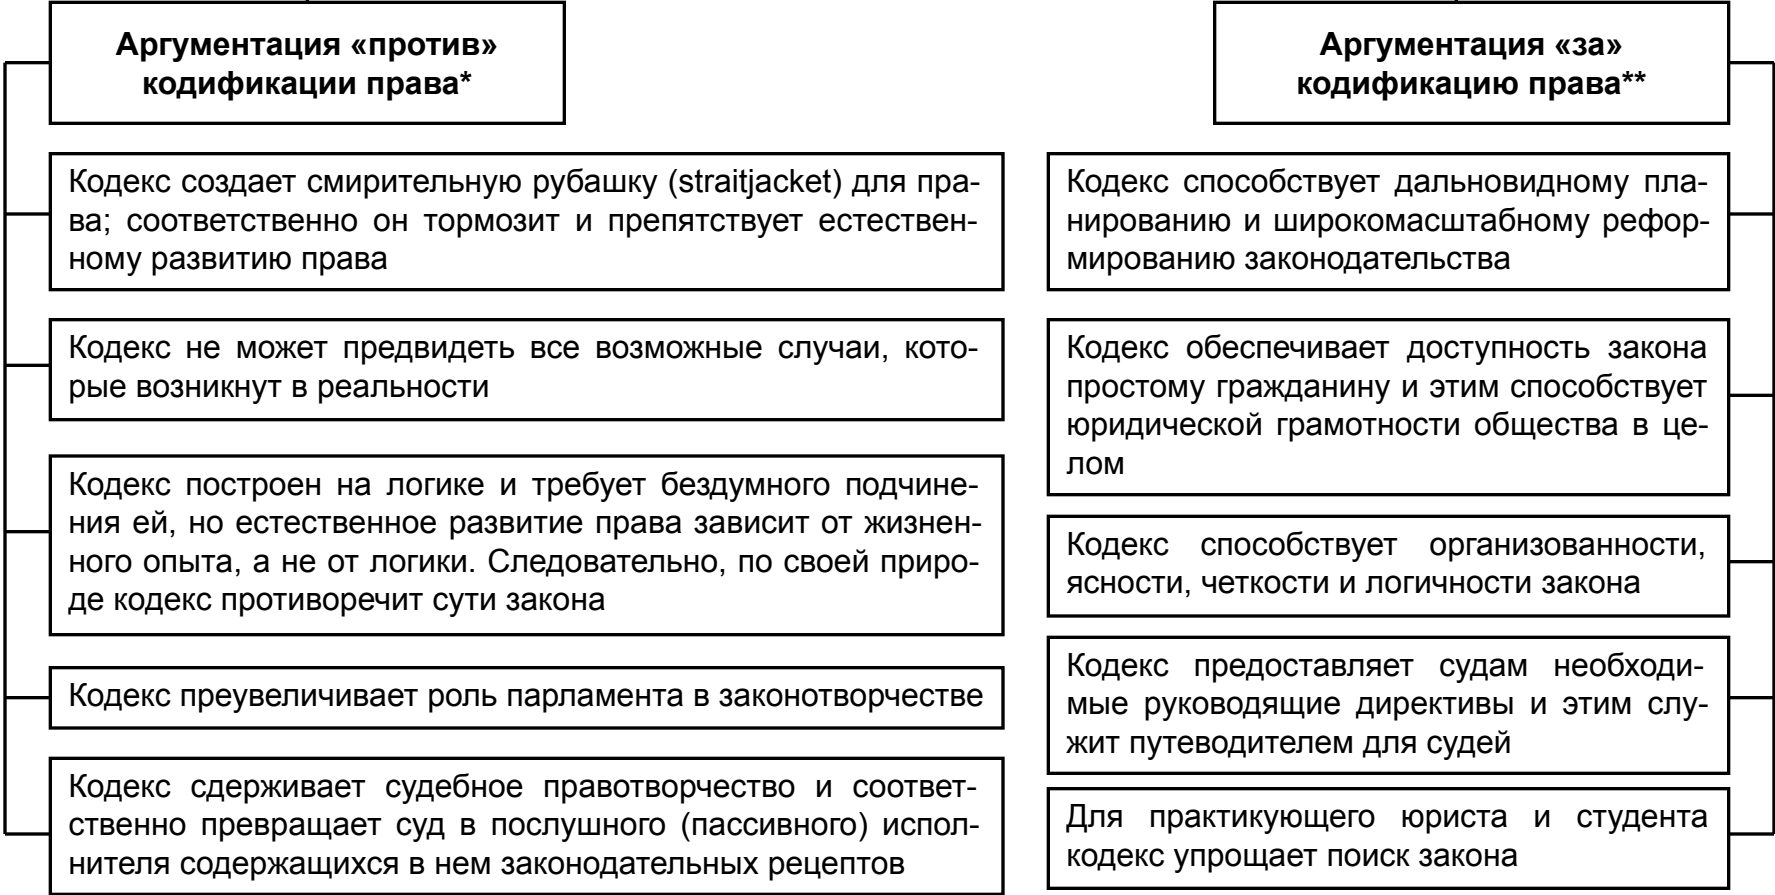 Аргументация «против»
кодификации права*
Кодекс создает смирительную рубашку (straitjacket) для пра-
ва; соответственно он тормозит и препятствует естествен-
ному развитию права
Кодекс не может предвидеть все возможные случаи, кото-
рые возникнут в реальности
Кодекс построен на логике и требует бездумного подчине-
ния ей, но естественное развитие права зависит от жизнен-
ного опыта, а не от логики. Следовательно, по своей приро-
де кодекс противоречит сути закона
Кодекс преувеличивает роль парламента в законотворчестве
Кодекс сдерживает судебное правотворчество и соответ-
ственно превращает суд в послушного (пассивного) испол-
нителя содержащихся в нем законодательных рецептов
Аргументация «за»
кодификацию права**
Кодекс способствует дальновидному пла-
нированию и широкомасштабному рефор-
мированию законодательства
Кодекс обеспечивает доступность закона
простому гражданину и этим способствует
юридической грамотности общества в це-
лом
Кодекс способствует организованности,
ясности, четкости и логичности закона
Кодекс предоставляет судам необходи-
мые руководящие директивы и этим слу-
жит путеводителем для судей
Для практикующего юриста и студента
кодекс упрощает поиск закона